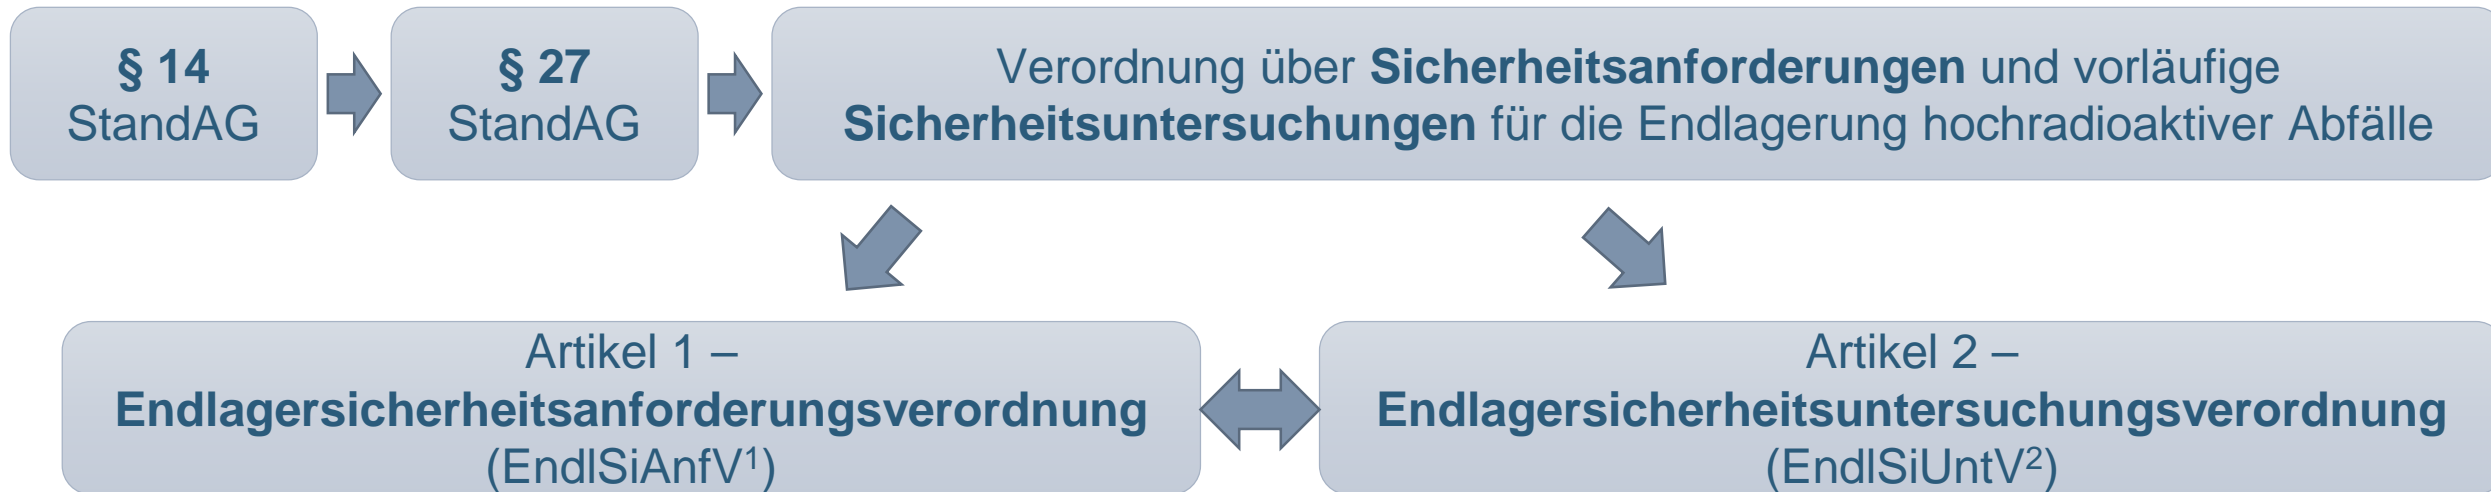 § 14
StandAG
§ 27
StandAG
Verordnung über Sicherheitsanforderungen und vorläufige
Sicherheitsuntersuchungen für die Endlagerung hochradioaktiver Abfälle
Artikel 1 –
Endlagersicherheitsanforderungsverordnung
(EndlSiAnfV¹)
Artikel 2 –
Endlagersicherheitsuntersuchungsverordnung
(EndlSiUntV²)